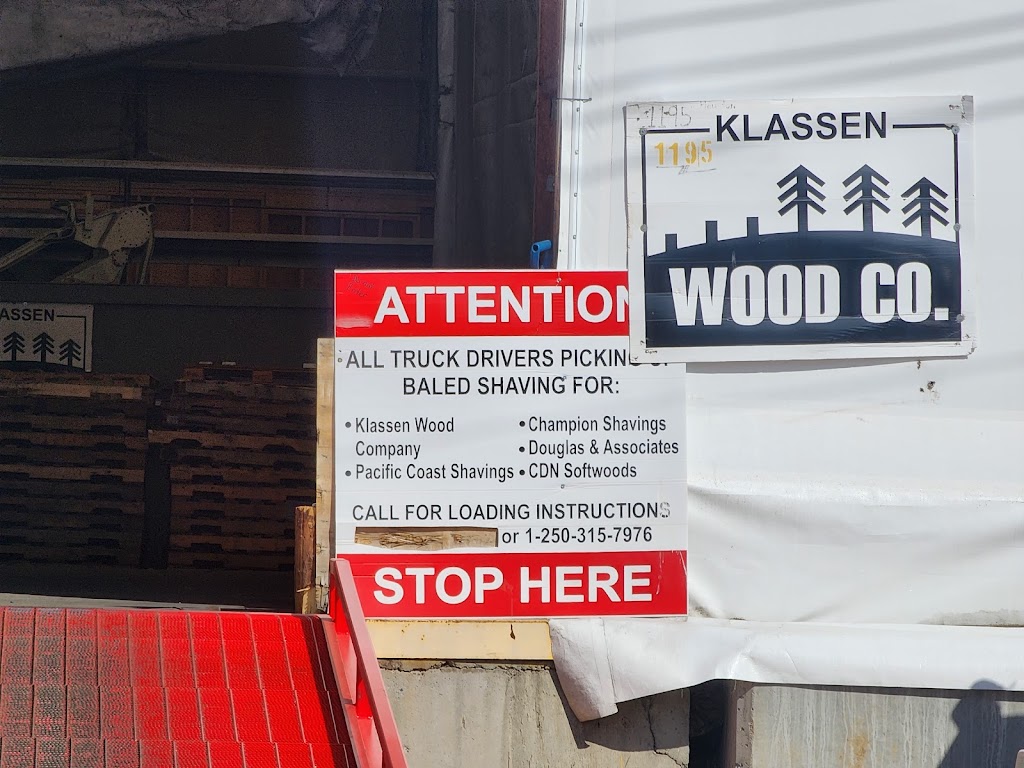 1195
KLASSEN
1195
WOOD CO.
ASSEN
ATTENTION
ALL TRUCK DRIVERS PICKING
BALED SHAVING FOR:
• Klassen Wood
Company
• Pacific Coast Shavings
• Champion Shavings
• Douglas & Associates
• CDN Softwoods
CALL FOR LOADING INSTRUCTIONS
or 1-250-315-7976
STOP HERE